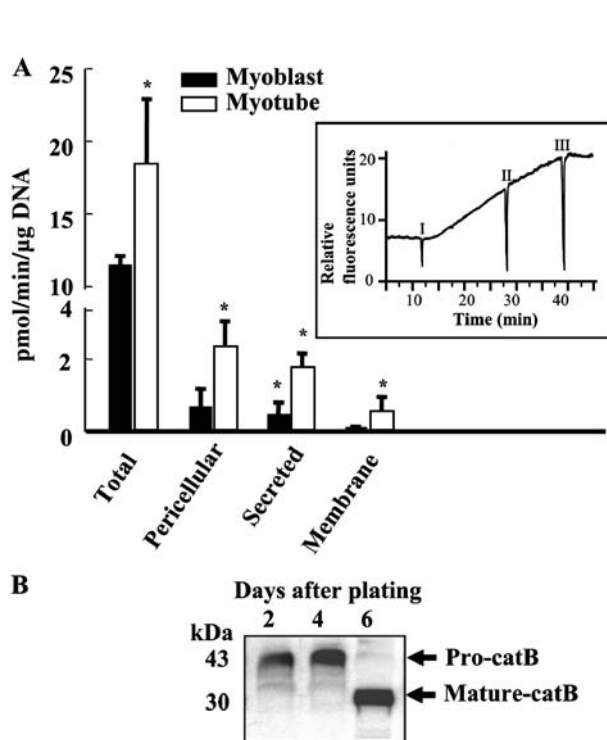 A
Myoblast
Myotube
pmol/min/µg DNA
25
20
15
10
4
2
0
*
*
*
*
*
Total
Pericellular
Secreted
Membrane
Relative
fluorescence units
20
10
0
I
II
III
10 20 28 40
Time (min)
B
Days after plating
2 4 6
kDa
43
Pro-catB
30
Mature-catB